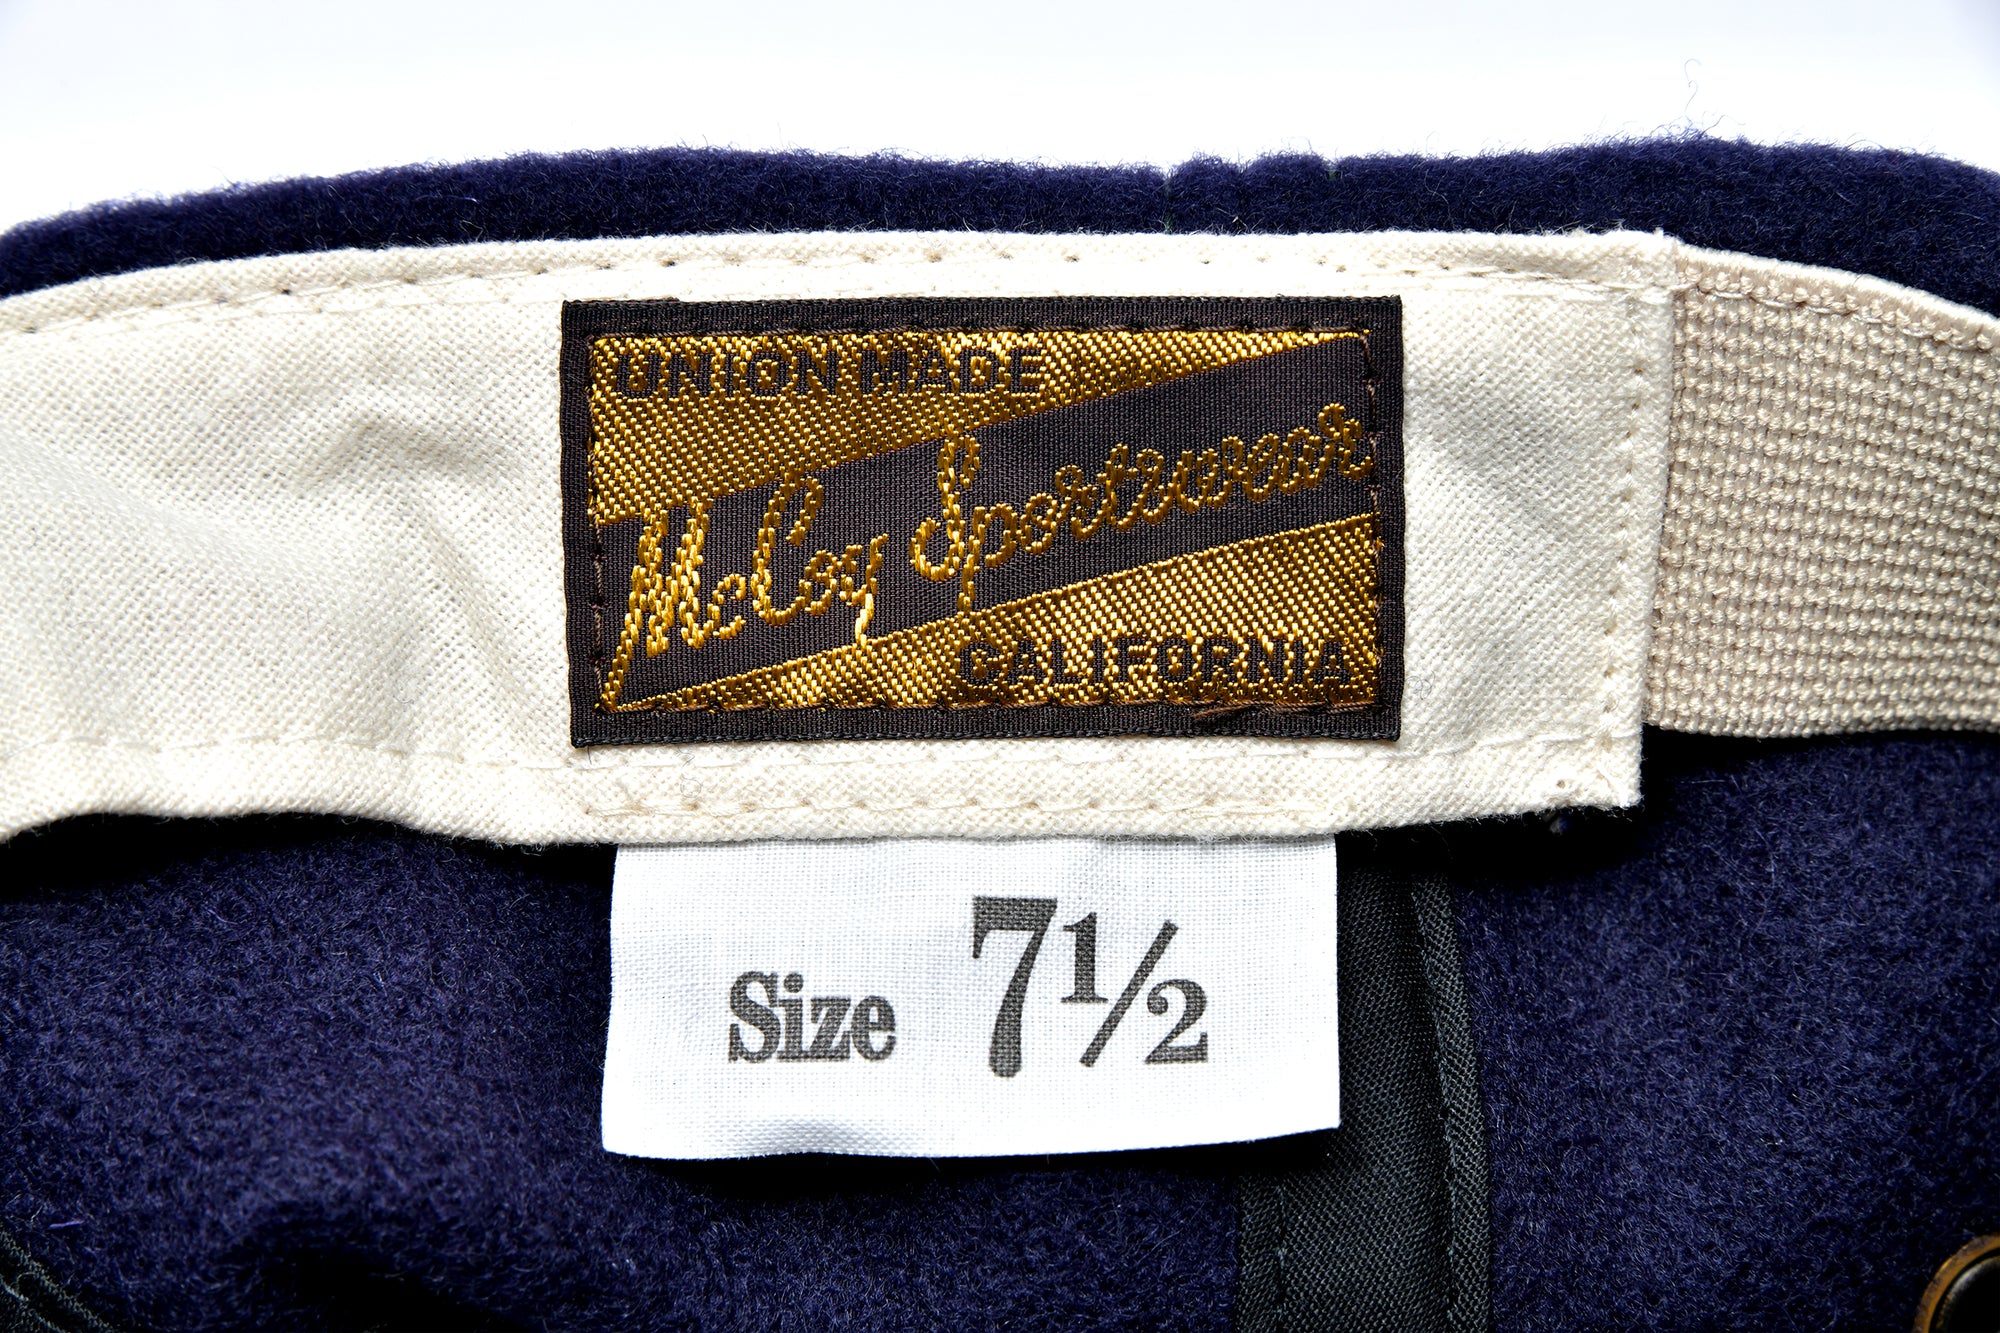 UNION MADE
McCoy Sportswear
CALIFORNIA
Size 7½